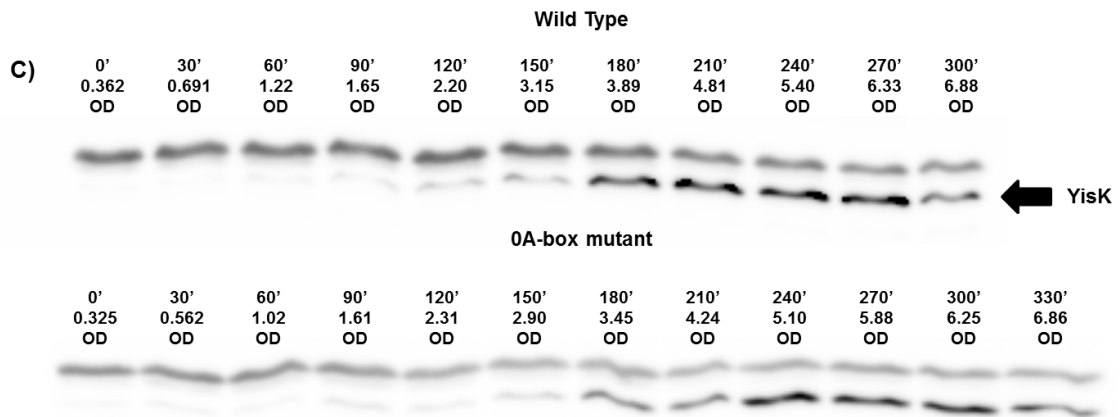 Wild Type
C)
0’ 30’ 60’ 90’ 120’ 150’ 180’ 210’ 240’ 270’ 300’
0.362 0.691 1.22 1.65 2.20 3.15 3.89 4.81 5.40 6.33 6.88
OD OD OD OD OD OD OD OD OD OD OD
YisK
0A-box mutant
0’ 30’ 60’ 90’ 120’ 150’ 180’ 210’ 240’ 270’ 300’ 330’
0.325 0.562 1.02 1.61 2.31 2.90 3.45 4.24 5.10 5.88 6.25 6.86
OD OD OD OD OD OD OD OD OD OD OD OD